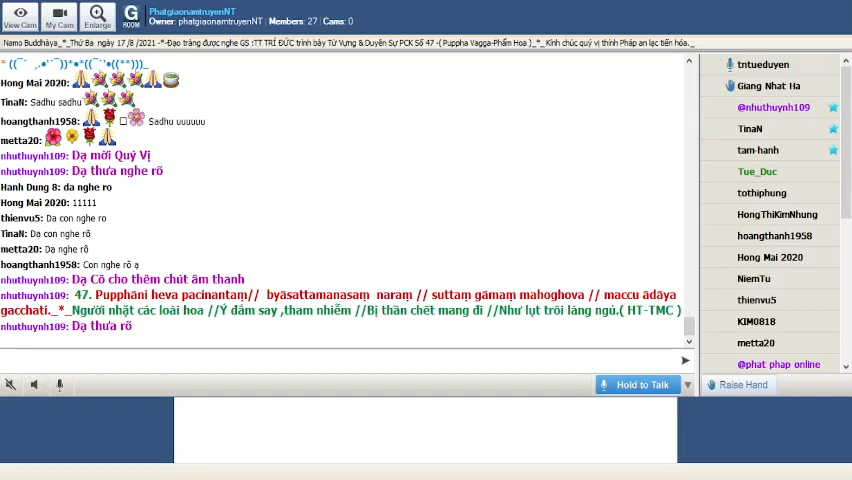 PhatgiaonamtruyenNT
Owner: phatgiaonamtruyenNT | Members: 27 | Cams: 0
View Cam
My Cam
Enlarge
G
ROOM
Namo Buddhàya_*_Thứ Ba ngày 17 /8 /2021 -*-Đạo tràng được nghe GS :TT TRÍ ĐỨC trình bày Từ Vựng & Duyên Sự PCK Số 47 -( Puppha Vagga-Phẩm Hoa )_*_ Kính chúc quý vị thính Pháp an lạc tiến hóa._
Hong Mai 2020:
TinaN: Sadhu sadhu
hoangthanh1958: Sadhu uuuuuu
metta20:
nhuthuynh109: Dạ mời Quý Vị
nhuthuynh109: Dạ thưa nghe rõ
Hanh Dung 8: da nghe ro
Hong Mai 2020: 11111
thienvu5: Da con nghe ro
TinaN: Dạ con nghe rõ
metta20: Dạ nghe rõ
hoangthanh1958: Con nghe rõ ạ
nhuthuynh109: Dạ Cô cho thêm chút âm thanh
nhuthuynh109: 47. Pupphāni heva pacinantaṃ// byāsattamanasaṃ naraṃ // suttaṃ gāmaṃ mahoghova // maccu ādāya
gacchati._*_Người nhặt các loài hoa //Ý đắm say ,tham nhiễm //Bị thần chết mang đi //Như lụt trôi làng ngủ.( HT-TMC )
nhuthuynh109: Dạ thưa rõ
Hold to Talk
tntueduyen
Giang Nhat Ha
@nhuthuynh109
TinaN
tam-hanh
Tue_Duc
tothiphung
HongThiKimNhung
hoangthanh1958
Hong Mai 2020
NiemTu
thienvu5
KIM0818
metta20
@phat phap online
Raise Hand